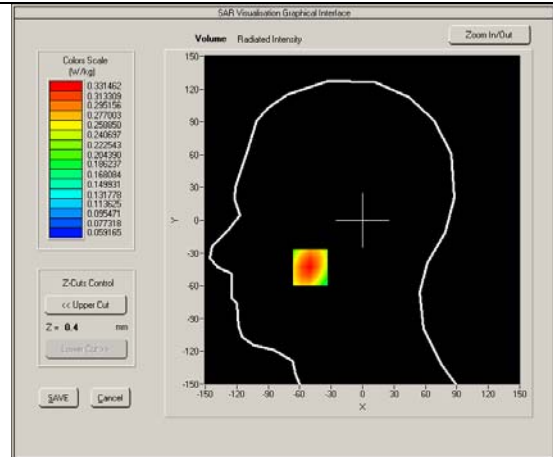 SAR Visualisation Graphical Interface
Volume Radiated Intensity
Zoom In/Out
Colors Scale
(W/kg)
0.331462
0.313309
0.295156
0.277003
0.258850
0.240697
0.222543
0.204390
0.186237
0.168084
0.149931
0.131778
0.113625
0.095471
0.077318
0.059165
Z-Cuts Control
<< Upper Cut
Z = 0.4 mm
Lower Cut >>
SAVE Cancel
150-
120-
90-
60-
30-
Y 0-
-30-
-60-
-90-
-120-
-150-
-150 -120 -90 -60 -30 0 30 60 90 120 150
X